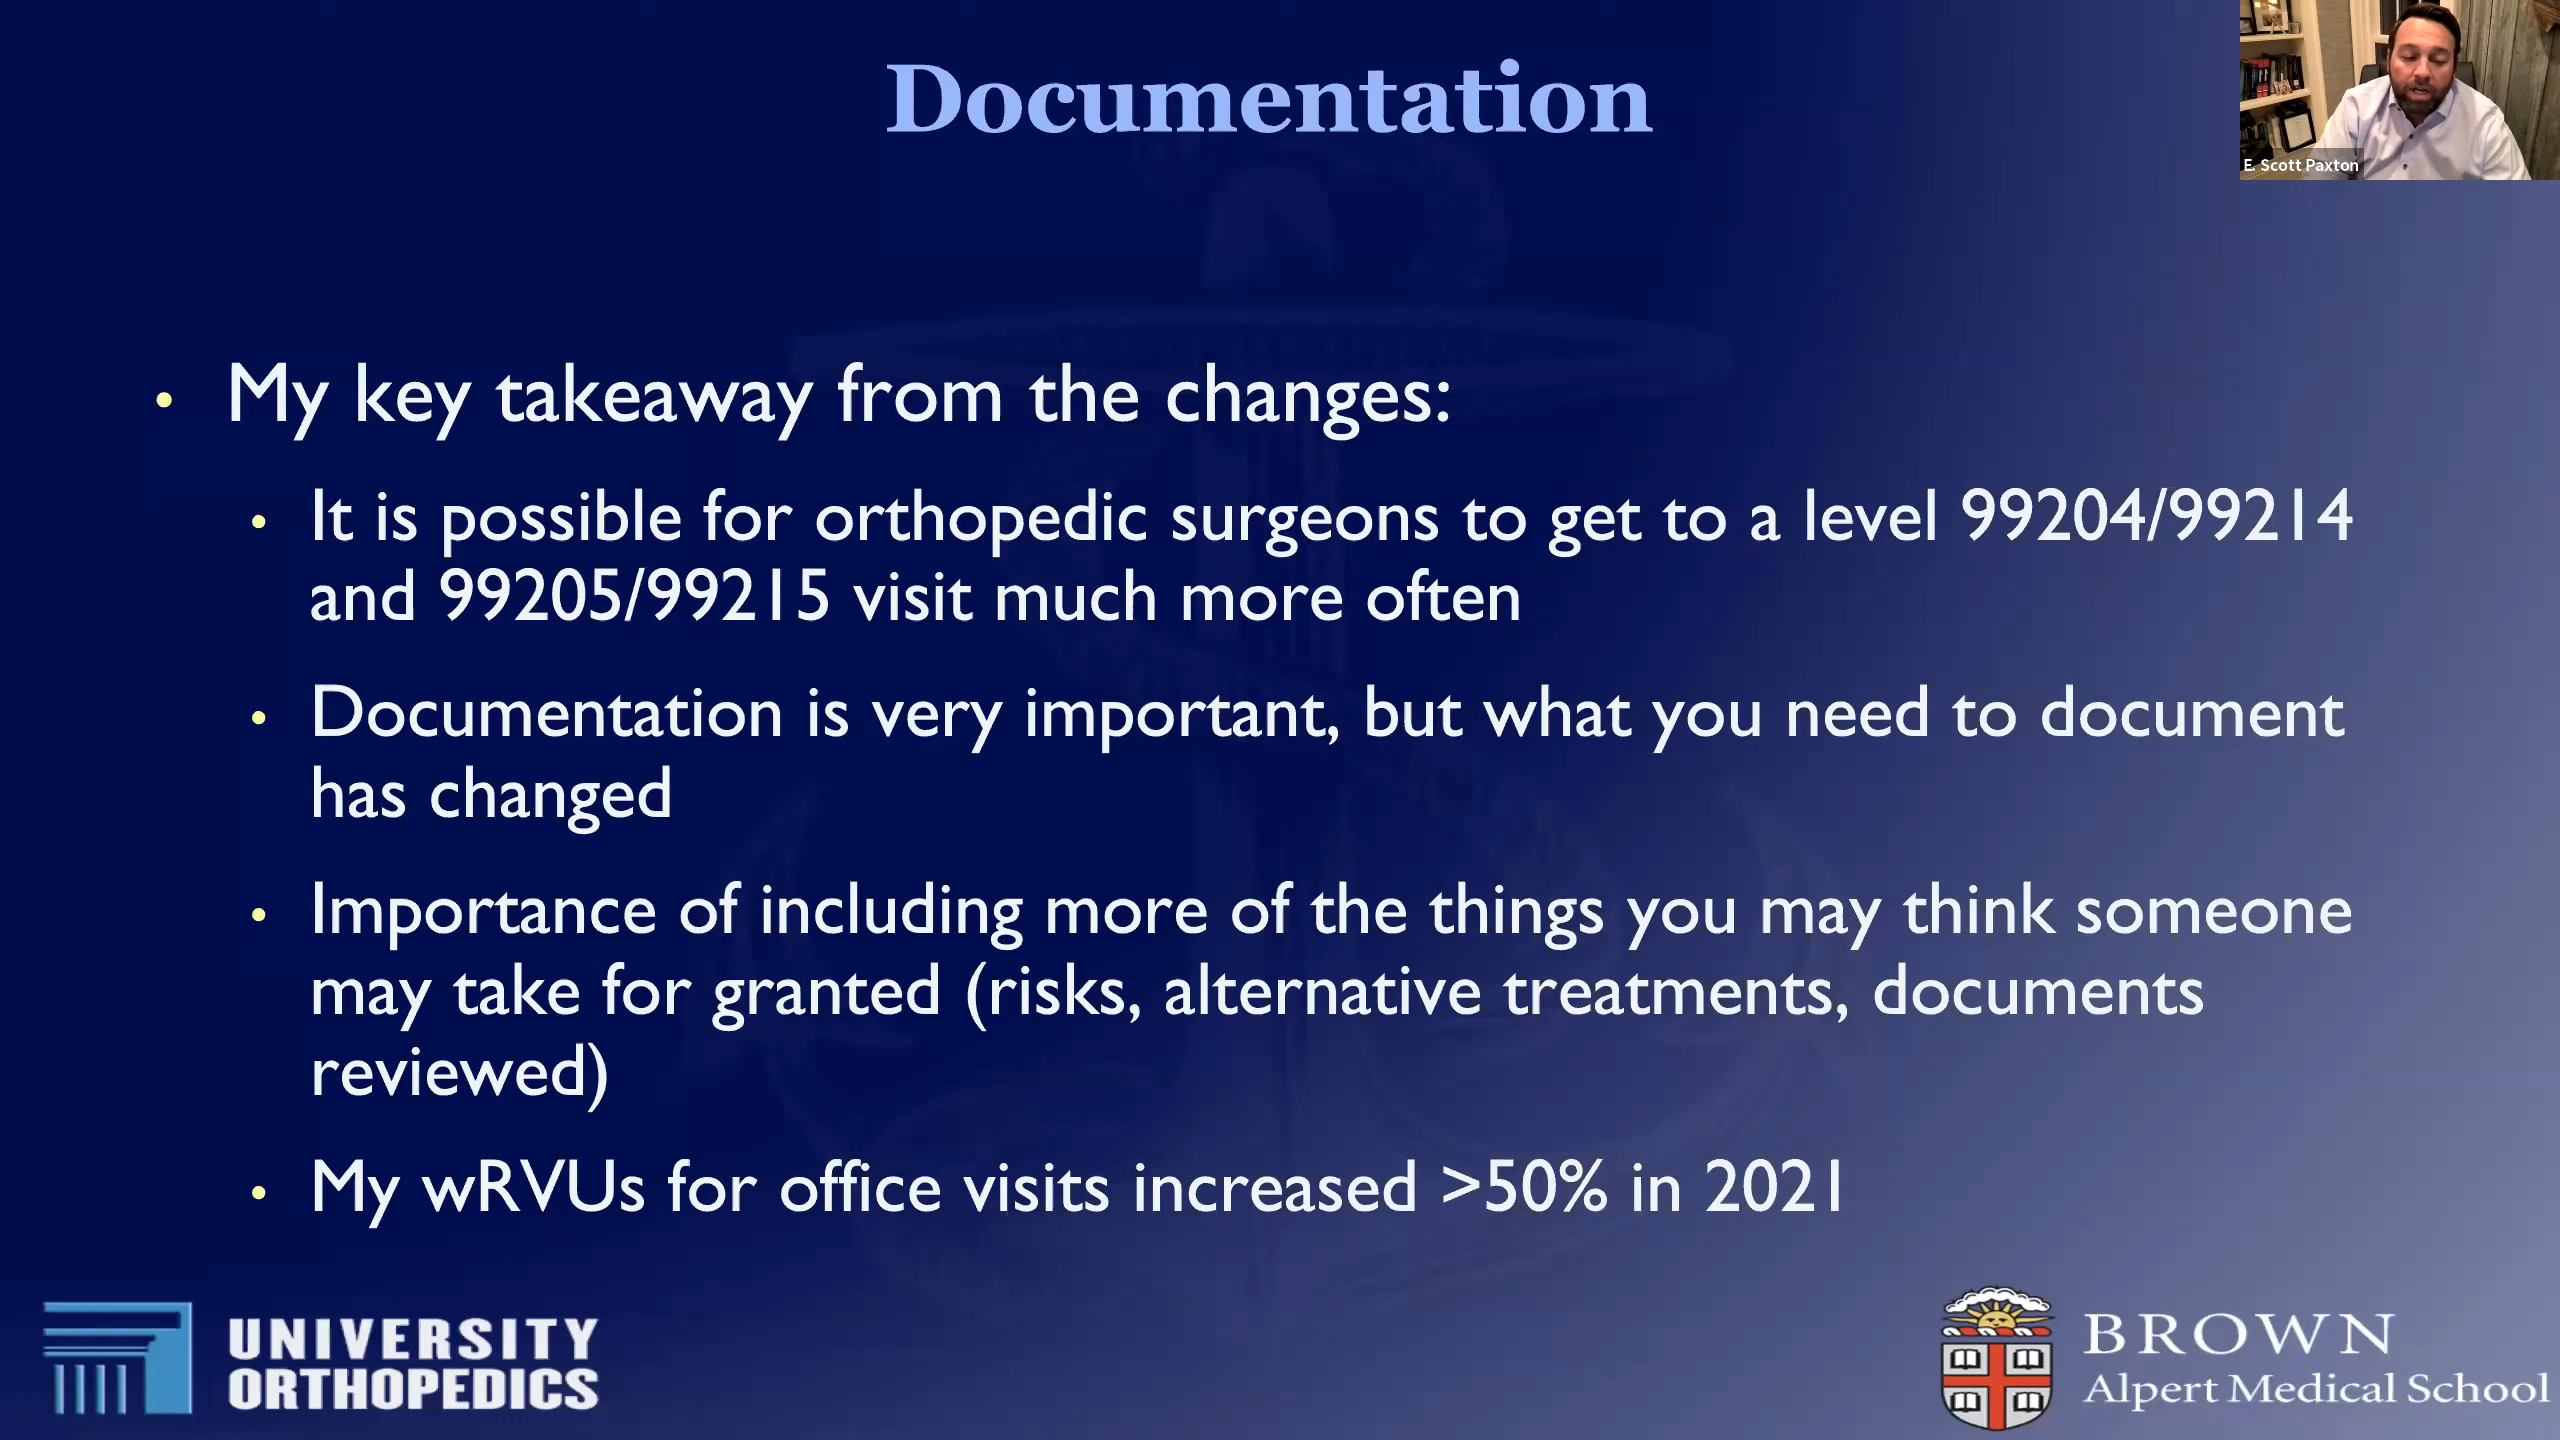 Documentation
E. Scott Paxton
• My key takeaway from the changes:
• It is possible for orthopedic surgeons to get to a level 99204/99214
and 99205/99215 visit much more often
• Documentation is very important, but what you need to document
has changed
• Importance of including more of the things you may think someone
may take for granted (risks, alternative treatments, documents
reviewed)
• My wRVUs for office visits increased >50% in 2021
UNIVERSITY
ORTHOPEDICS
BROWN
Alpert Medical School